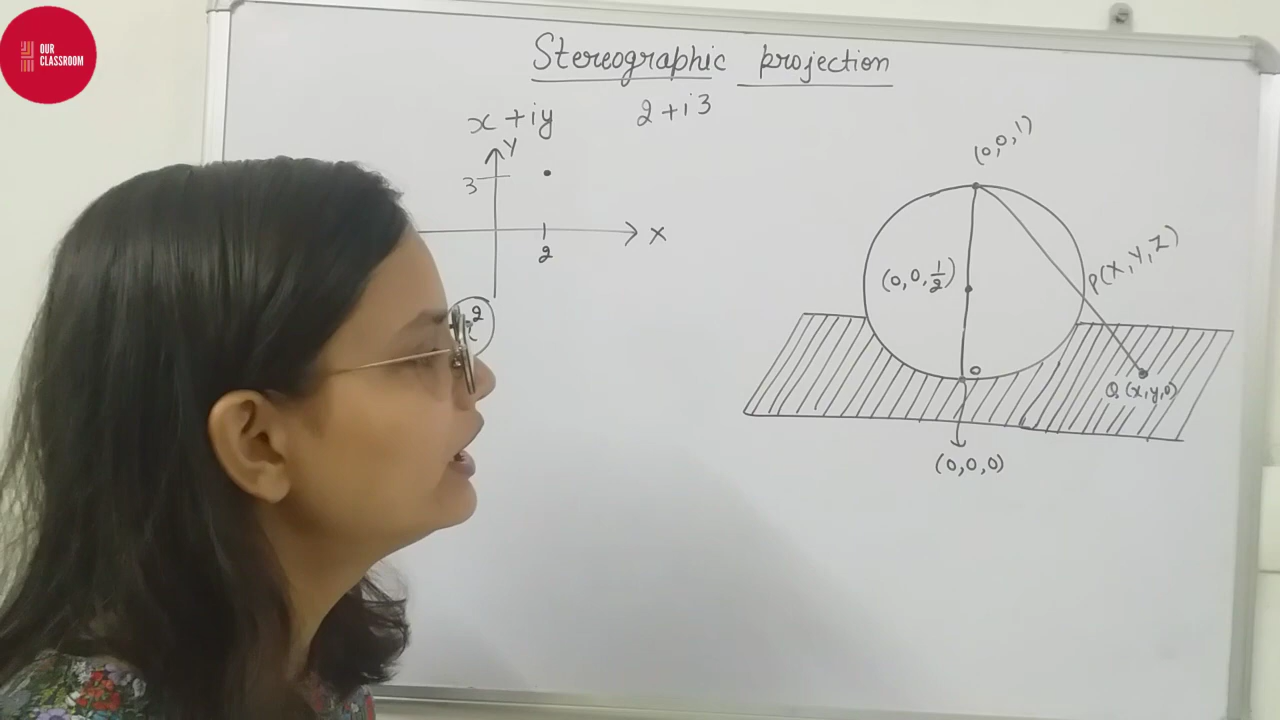 OUR
CLASSROOM
Stereographic projection
x + iy
2 + i3
Y
3
X
2
2
(0,0,1)
P(X,Y,Z)
(0,0,1/2)
O
Q(x,y,0)
(0,0,0)